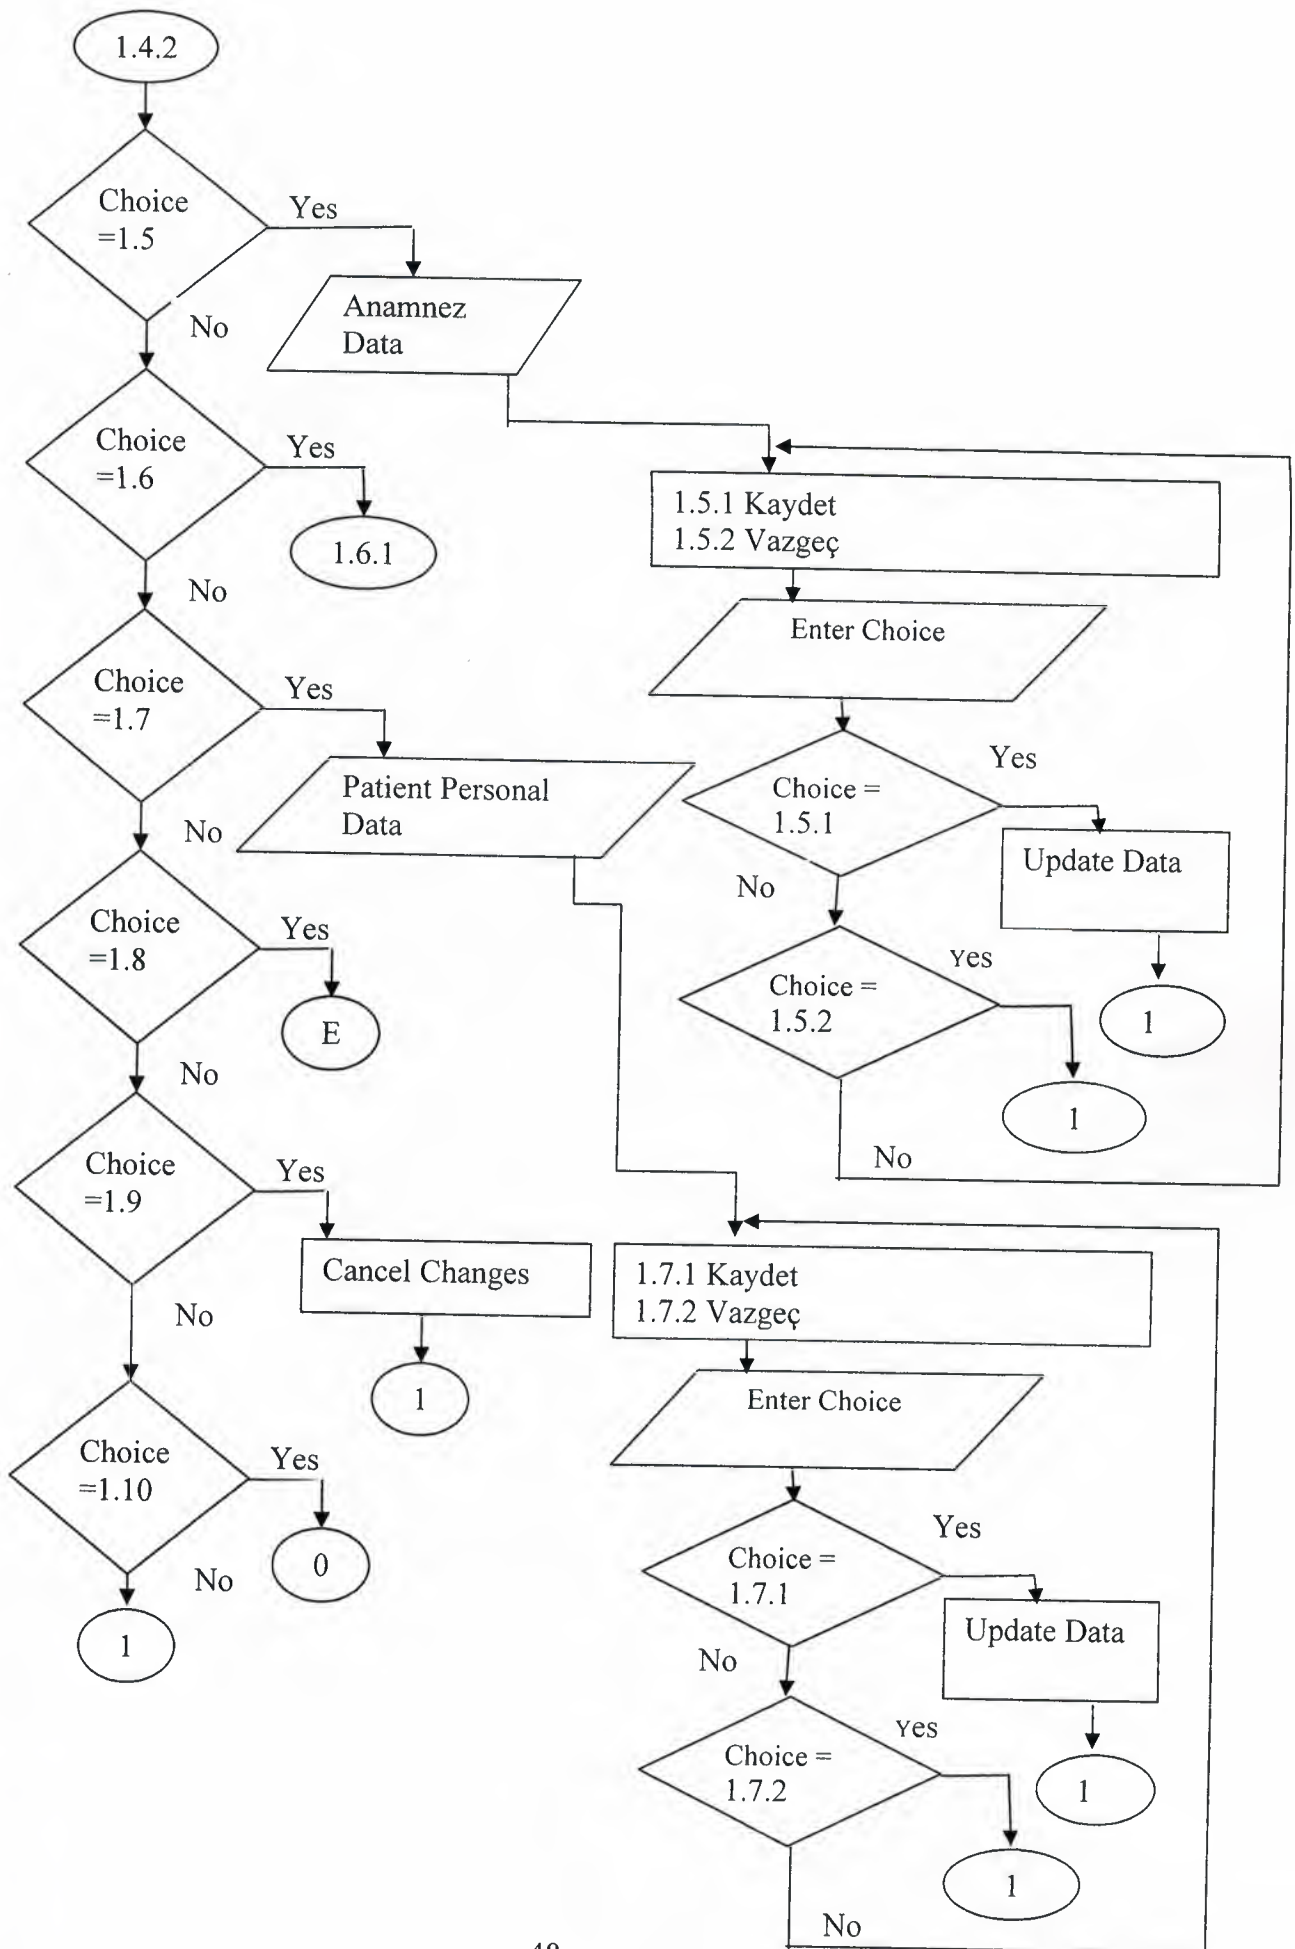 1.4.2
Choice
=1.5
Yes
No
Anamnez
Data
Choice
=1.6
Yes
No
1.6.1
1.5.1 Kaydet
1.5.2 Vazgeç
Enter Choice
Choice =
1.5.1
Yes
No
Update Data
1
Choice =
1.5.2
Yes
No
1
Choice
=1.7
Yes
No
Patient Personal
Data
Choice
=1.8
Yes
No
E
Choice
=1.9
Yes
No
Cancel Changes
1
Choice
=1.10
Yes
No
0
1
1.7.1 Kaydet
1.7.2 Vazgeç
Enter Choice
Choice =
1.7.1
Yes
No
Update Data
1
Choice =
1.7.2
Yes
No
1